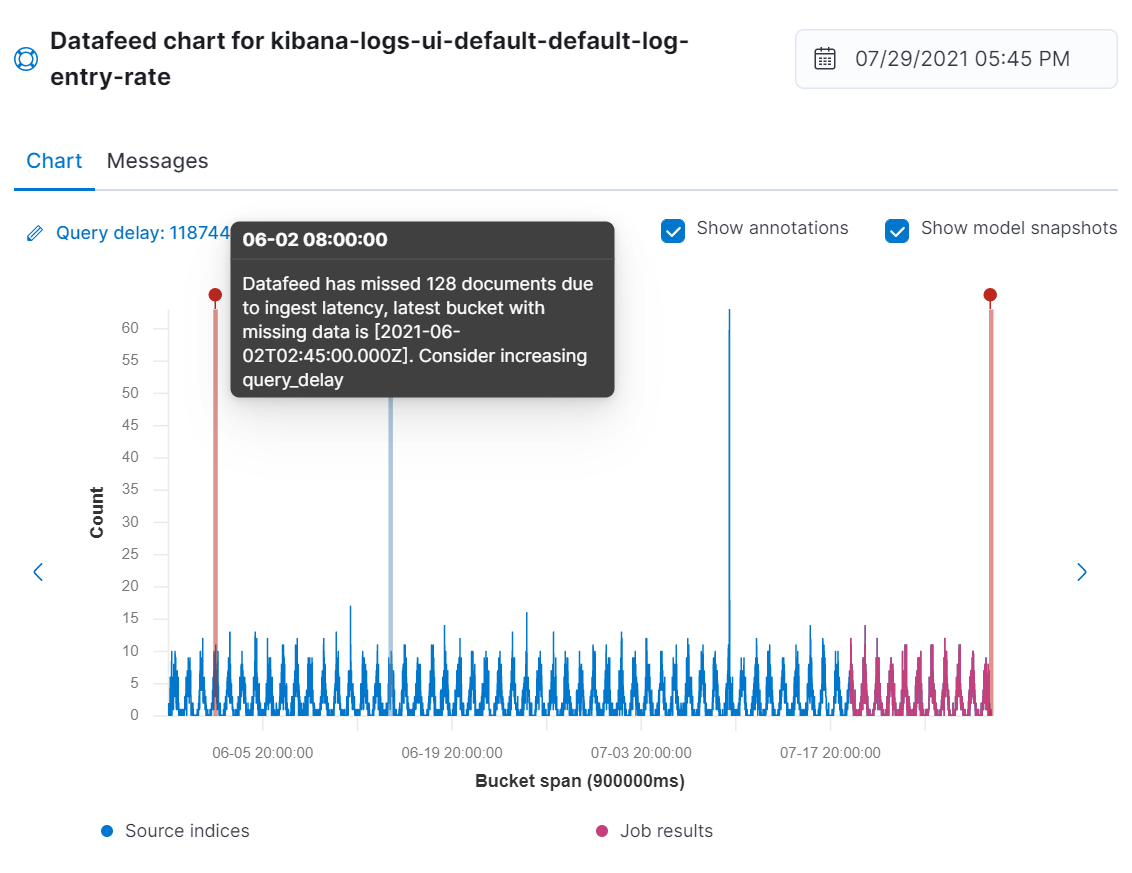 Datafeed chart for kibana-logs-ui-default-default-log-
entry-rate
07/29/2021 05:45 PM
Chart
Messages
Query delay: 118744
Show annotations
Show model snapshots
06-02 08:00:00
Datafeed has missed 128 documents due
to ingest latency, latest bucket with
missing data is [2021-06-
02T02:45:00.000Z]. Consider increasing
query_delay
60
55
50
45
40
35
30
25
20
15
10
5
0
Count
06-05 20:00:00
06-19 20:00:00
07-03 20:00:00
07-17 20:00:00
Bucket span (900000ms)
Source indices
Job results